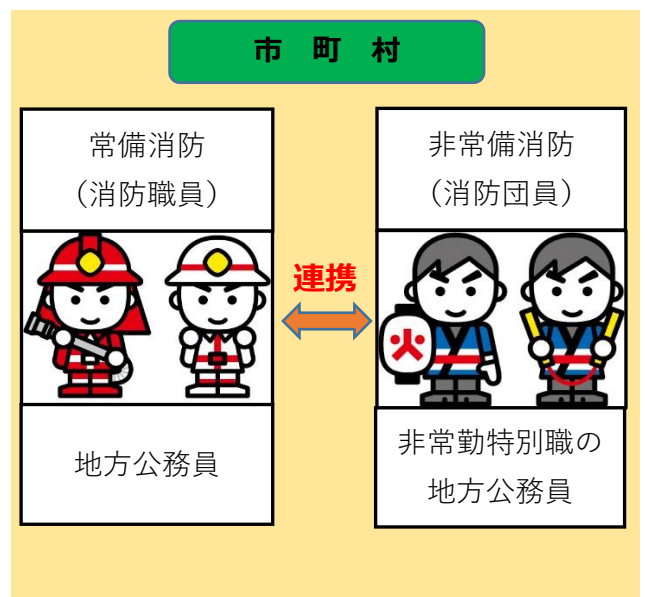 市 町 村
常備消防
（消防職員）
非常備消防
（消防団員）
連携
火
地方公務員
非常勤特別職の
地方公務員